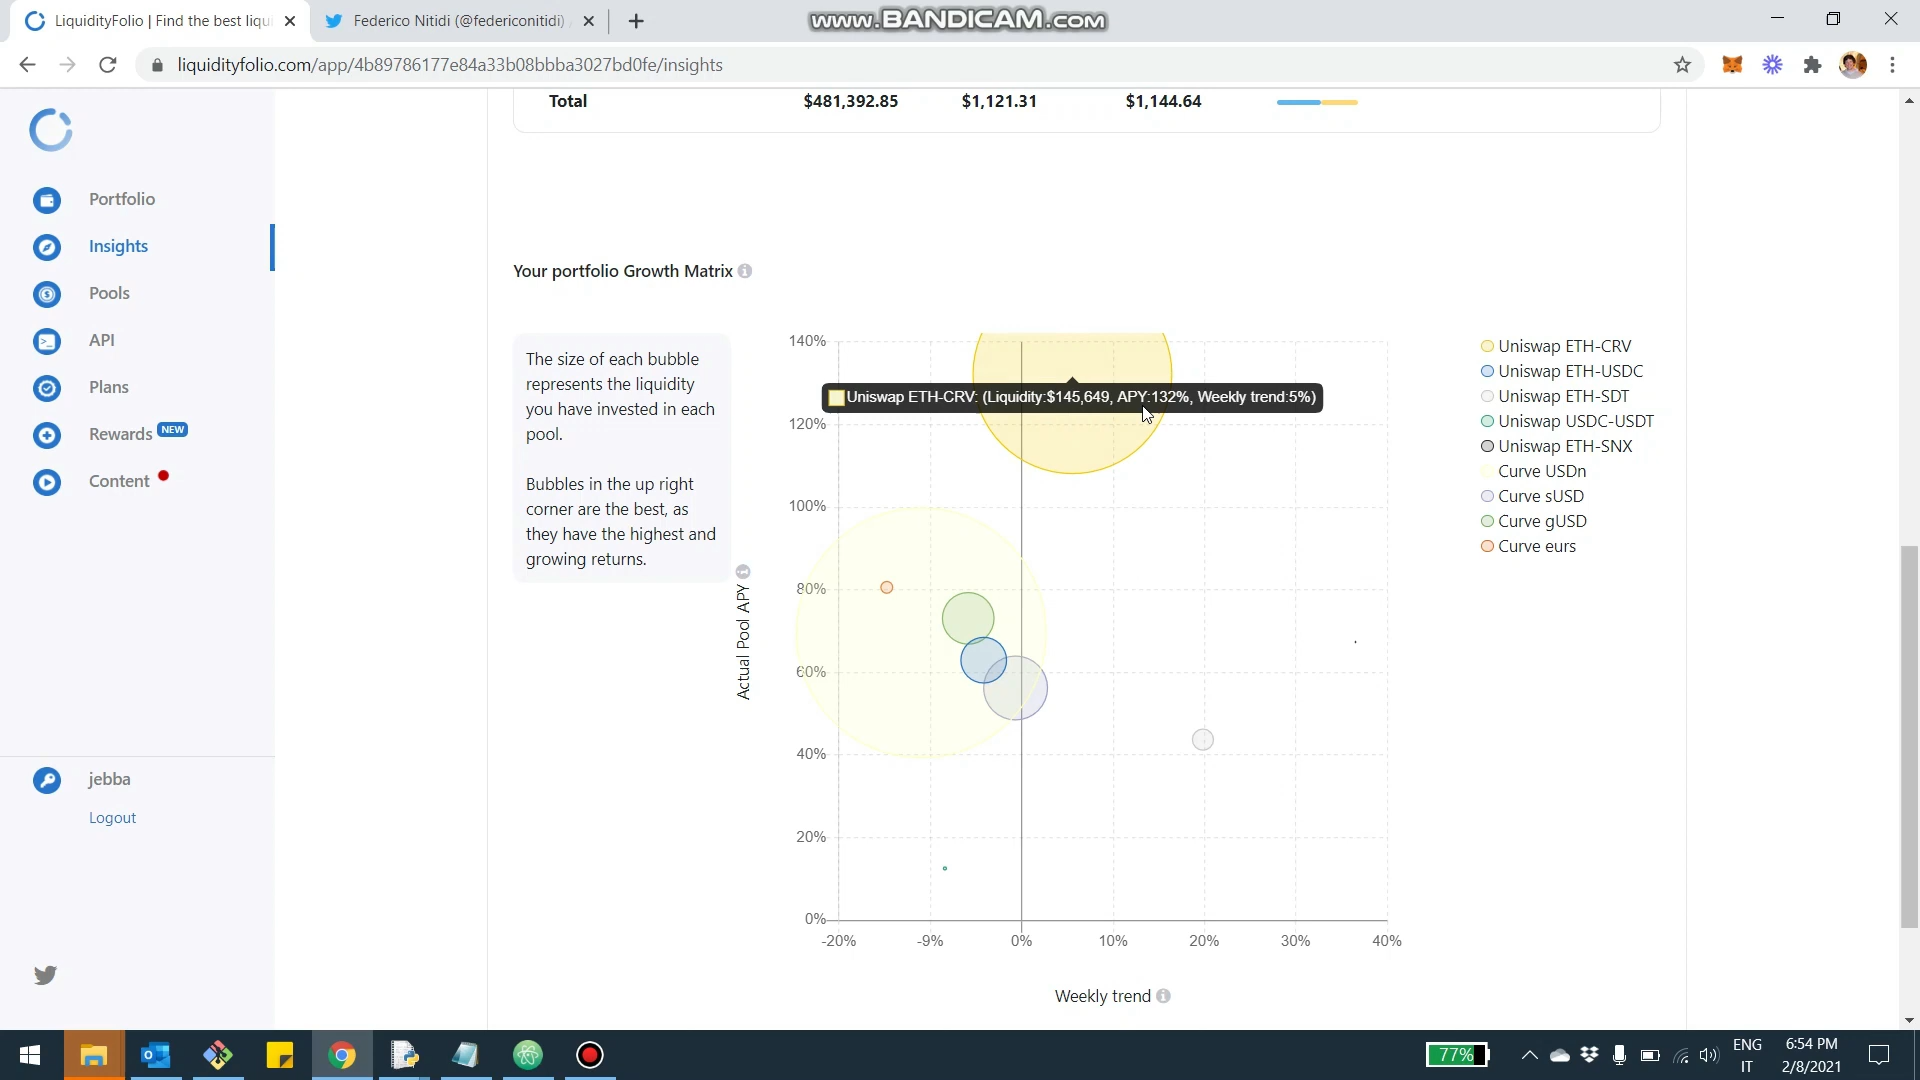 LiquidityFolio | Find the best liqu
Federico Nitidi (@federiconitidi)
www.BANDICAM.com
liquidityfolio.com/app/4b89786177e84a33b08bbba3027bd0fe/insights
Total $481,392.85 $1,121.31 $1,144.64
Portfolio
Insights
Pools
API
Plans
Rewards NEW
Content
jebba
Logout
Your portfolio Growth Matrix
The size of each bubble
represents the liquidity
you have invested in each
pool.
Bubbles in the up right
corner are the best, as
they have the highest and
growing returns.
Actual Pool APY
140%
120%
100%
80%
60%
40%
20%
0%
Uniswap ETH-CRV: (Liquidity:$145,649, APY:132%, Weekly trend:5%)
-20% -9% 0% 10% 20% 30% 40%
Weekly trend
Uniswap ETH-CRV
Uniswap ETH-USDC
Uniswap ETH-SDT
Uniswap USDC-USDT
Uniswap ETH-SNX
Curve USDn
Curve sUSD
Curve gUSD
Curve eurs
77%
ENG
IT
6:54 PM
2/8/2021